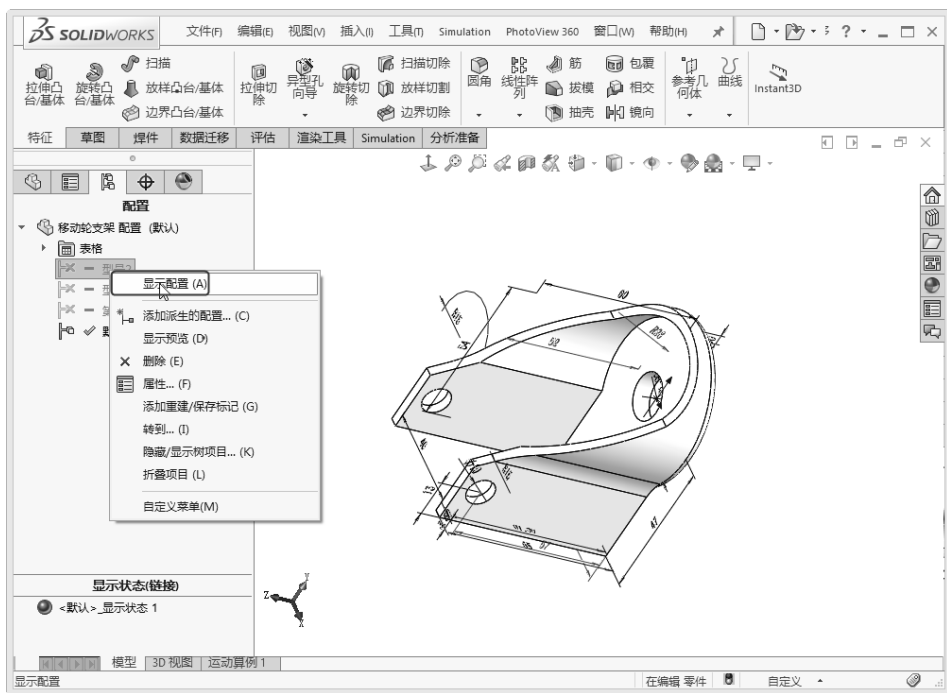 SOLIDWORKS 文件(F) 编辑(E) 视图(V) 插入(I) 工具(T) Simulation PhotoView 360 窗口(W) 帮助(H)
拉伸凸台/基体 旋转凸台/基体 扫描 放样凸台/基体 边界凸台/基体 拉伸切除 异型孔向导 旋转切除 扫描切除 放样切割 边界切除 圆角 线性阵列 筋 拔模 抽壳 包覆 相交 镜向 参考几何体 曲线 Instant3D
特征 草图 焊件 数据迁移 评估 渲染工具 Simulation 分析准备
配置
移动轮支架 配置 (默认)
表格
显示配置 (A)
添加派生的配置... (C)
显示预览 (D)
删除 (E)
属性... (F)
添加重建/保存标记 (G)
转到... (I)
隐藏/显示树项目... (K)
折叠项目 (L)
自定义菜单(M)
显示状态(链接)
<默认>_显示状态 1
Y
Z
X
模型 3D 视图 运动算例 1
显示配置 在编辑 零件 自定义